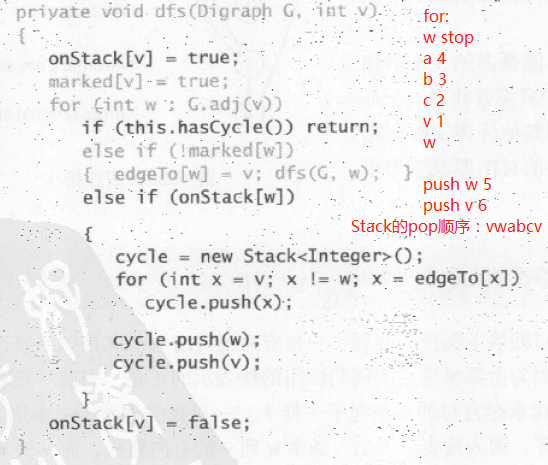 private void dfs(Digraph G, int v)
{
onStack[v] = true;
marked[v] = true;
for (int w : G.adj(v))
if (this.hasCycle()) return;
else if (!marked[w])
{ edgeTo[w] = v; dfs(G, w); }
else if (onStack[w])
{
cycle = new Stack<Integer>();
for (int x = v; x != w; x = edgeTo[x])
cycle.push(x);
cycle.push(w);
cycle.push(v);
}
onStack[v] = false;
}
for:
w stop
a 4
b 3
c 2
v 1
w
push w 5
push v 6
Stack的pop顺序：vwabcv